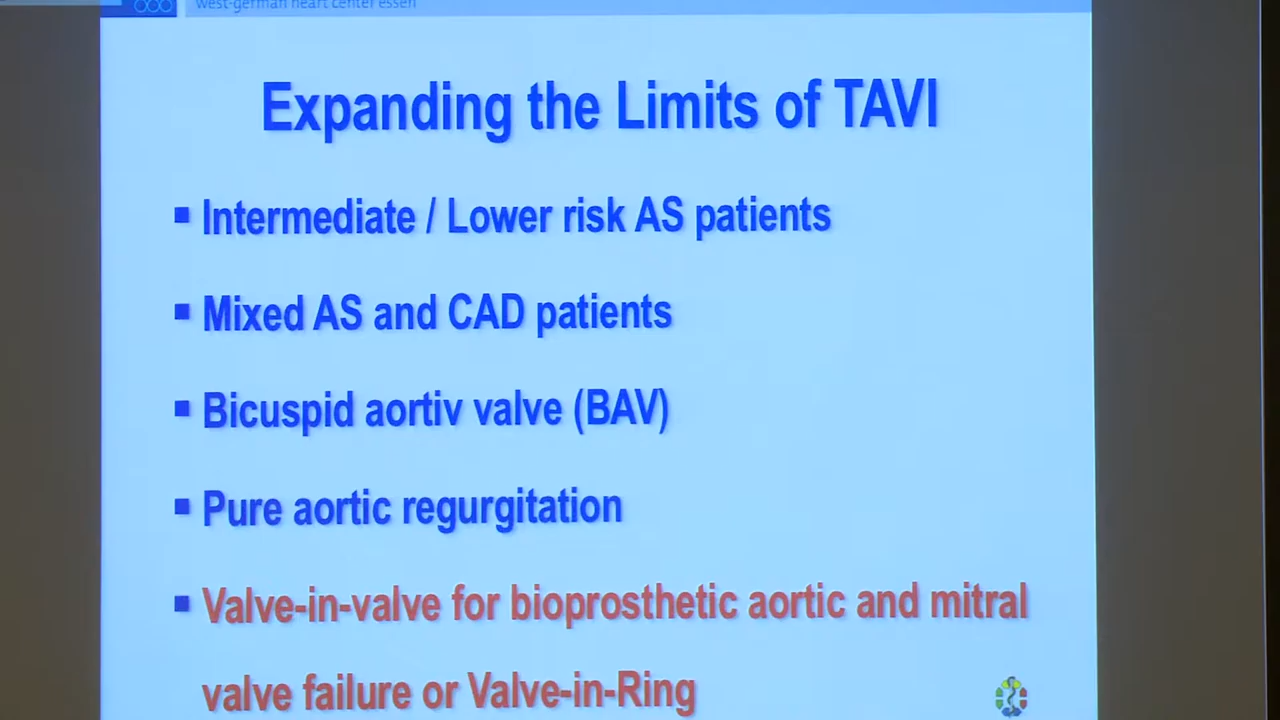 west-german heart center essen
Expanding the Limits of TAVI
▪ Intermediate / Lower risk AS patients
▪ Mixed AS and CAD patients
▪ Bicuspid aortiv valve (BAV)
▪ Pure aortic regurgitation
▪ Valve-in-valve for bioprosthetic aortic and mitral
valve failure or Valve-in-Ring